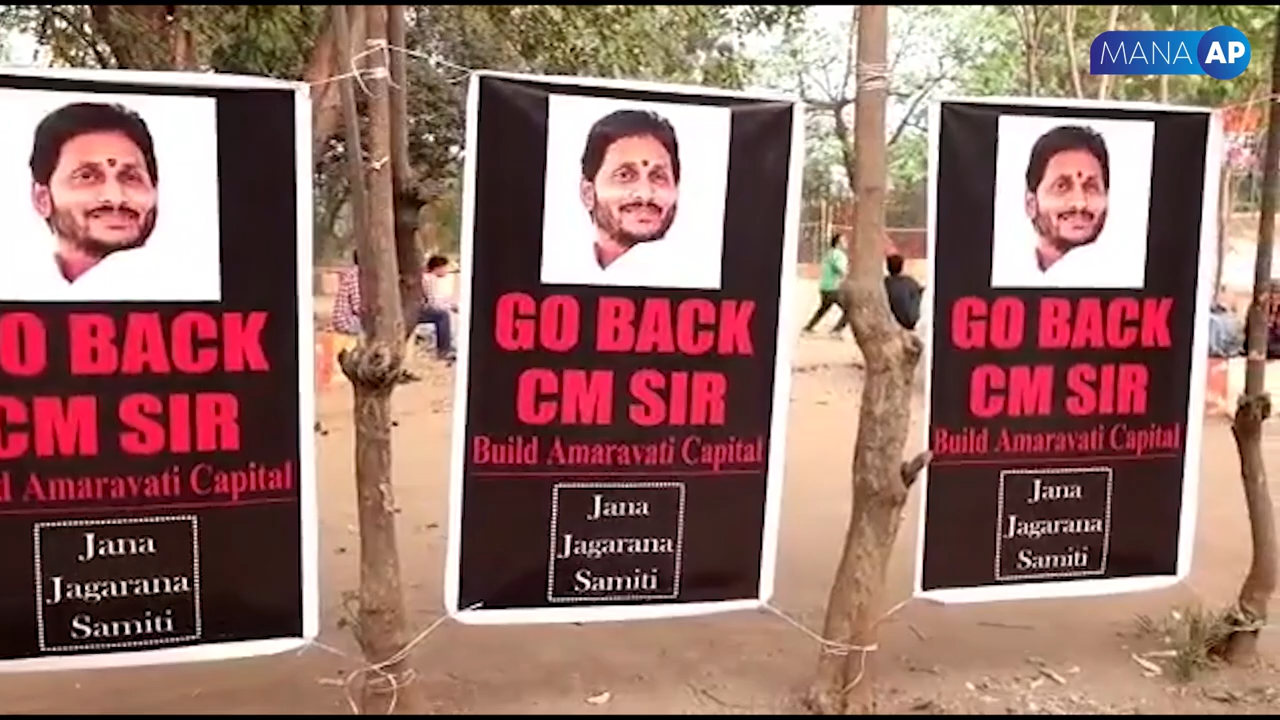 MANA AP
GO BACK
CM SIR
Amaravati Capital
Jana
Jagarana
Samiti
GO BACK
CM SIR
Build Amaravati Capital
Jana
Jagarana
Samiti
GO BACK
CM SIR
Build Amaravati Capital
Jana
Jagarana
Samiti